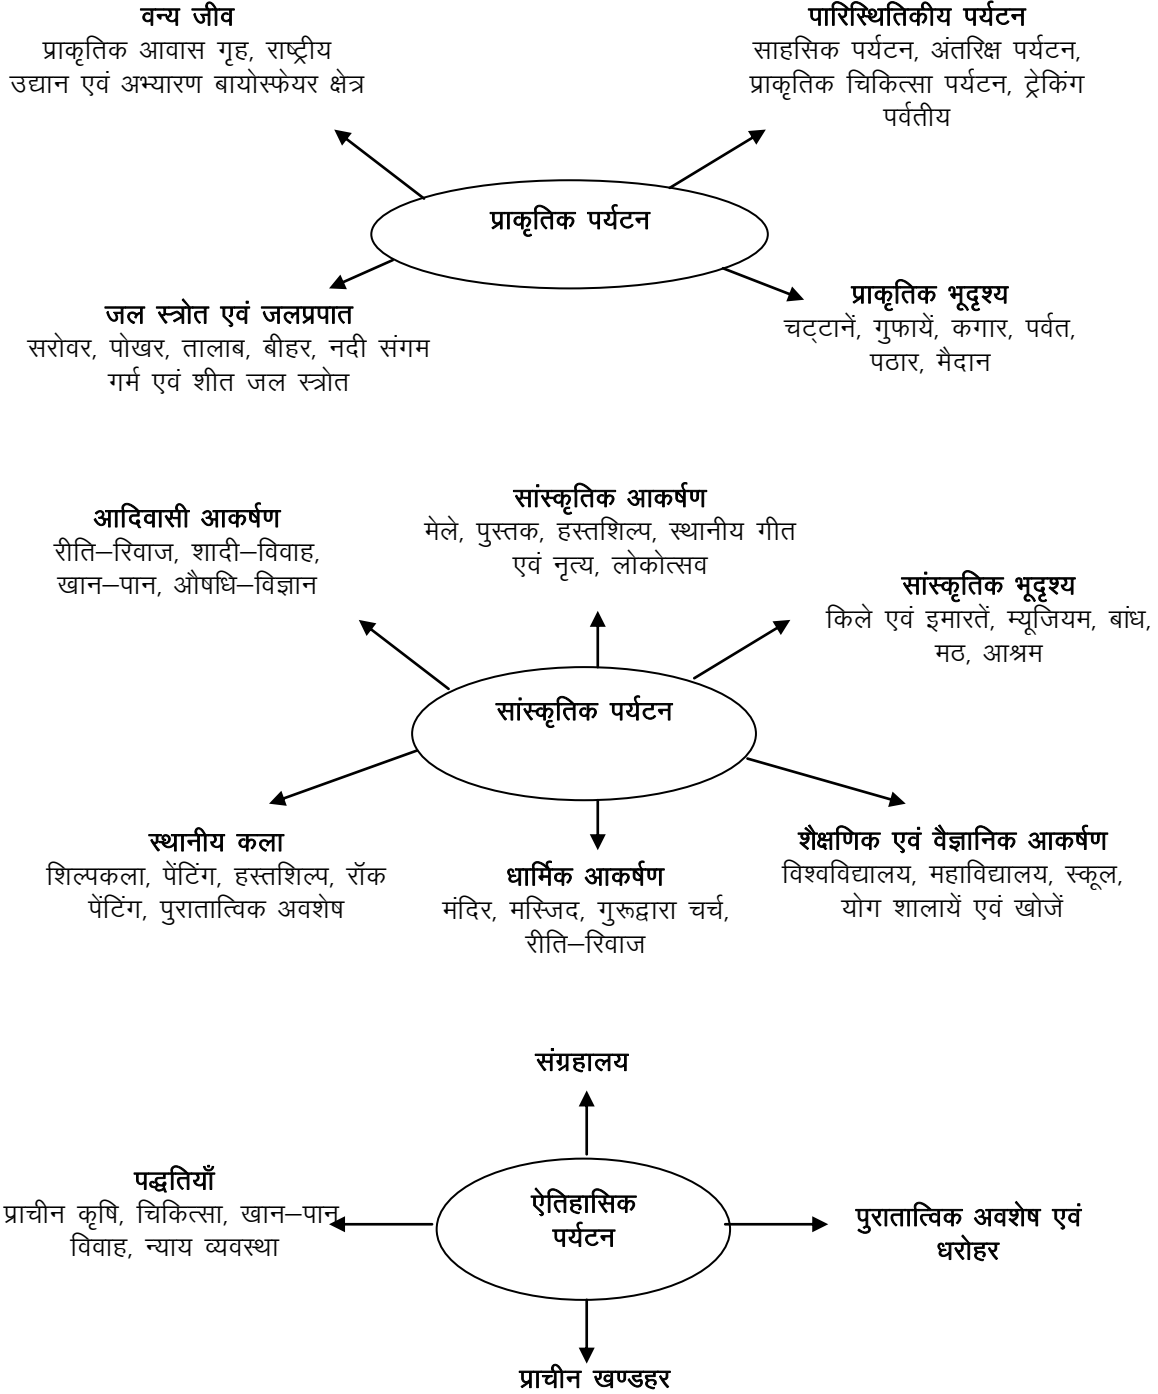 वन्य जीव
प्राकृतिक आवास गृह, राष्ट्रीय
उद्यान एवं अभ्यारण बायोस्फेयर क्षेत्र
पारिस्थितिकीय पर्यटन
साहसिक पर्यटन, अंतरिक्ष पर्यटन,
प्राकृतिक चिकित्सा पर्यटन, ट्रेकिंग
पर्वतीय
प्राकृतिक पर्यटन
जल स्त्रोत एवं जलप्रपात
सरोवर, पोखर, तालाब, बीहर, नदी संगम
गर्म एवं शीत जल स्त्रोत
प्राकृतिक भूदृश्य
चट्टानें, गुफायें, कगार, पर्वत,
पठार, मैदान
आदिवासी आकर्षण
रीति–रिवाज, शादी–विवाह,
खान–पान, औषधि–विज्ञान
सांस्कृतिक आकर्षण
मेले, पुस्तक, हस्तशिल्प, स्थानीय गीत
एवं नृत्य, लोकोत्सव
सांस्कृतिक भूदृश्य
किले एवं इमारतें, म्यूजियम, बांध,
मठ, आश्रम
सांस्कृतिक पर्यटन
स्थानीय कला
शिल्पकला, पेंटिंग, हस्तशिल्प, रॉक
पेंटिंग, पुरातात्विक अवशेष
धार्मिक आकर्षण
मंदिर, मस्जिद, गुरूद्वारा चर्च,
रीति–रिवाज
शैक्षणिक एवं वैज्ञानिक आकर्षण
विश्वविद्यालय, महाविद्यालय, स्कूल,
योग शालायें एवं खोजें
संग्रहालय
पद्धतियाँ
प्राचीन कृषि, चिकित्सा, खान–पान,
विवाह, न्याय व्यवस्था
ऐतिहासिक
पर्यटन
पुरातात्विक अवशेष एवं
धरोहर
प्राचीन खण्डहर